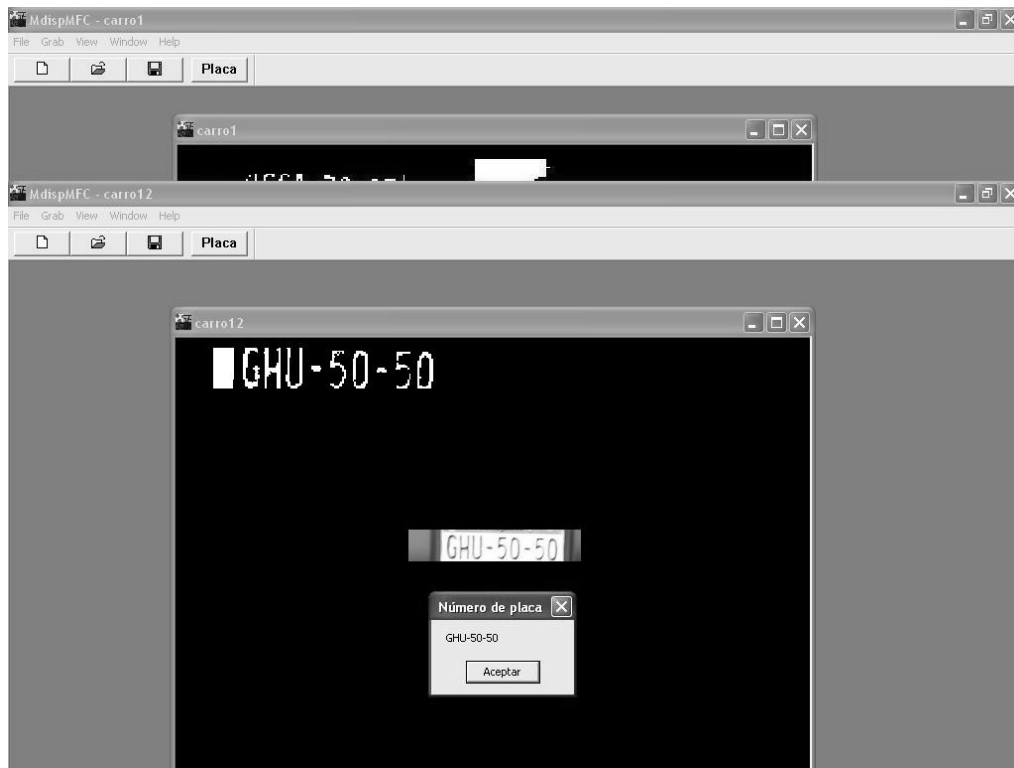 MdispMFC - carro1
File Grab View Window Help
Placa
carro1
MdispMFC - carro12
File Grab View Window Help
Placa
carro12
GHU-50-50
GHU-50-50
Número de placa
GHU-50-50
Aceptar